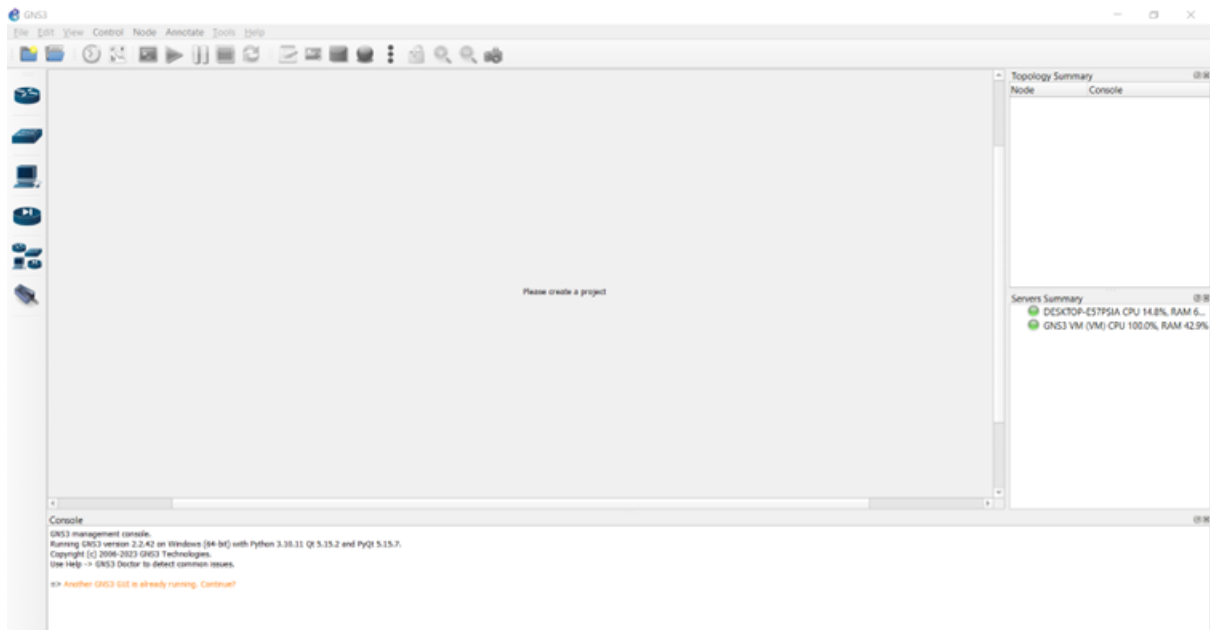 GNS3
File Edit View Control Node Annotate Tools Help
Topology Summary
Node Console
Please create a project
Servers Summary
DESKTOP-E57PSIA CPU 14.8%, RAM 6...
GNS3 VM (VM) CPU 100.0%, RAM 42.9%
Console
GNS3 management console.
Running GNS3 version 2.2.42 on Windows (64-bit) with Python 3.10.11 Qt 5.15.2 and PyQt 5.15.7.
Copyright (c) 2006-2023 GNS3 Technologies.
Use Help -> GNS3 Doctor to detect common issues.
=> Another GNS3 GUI is already running. Continue?